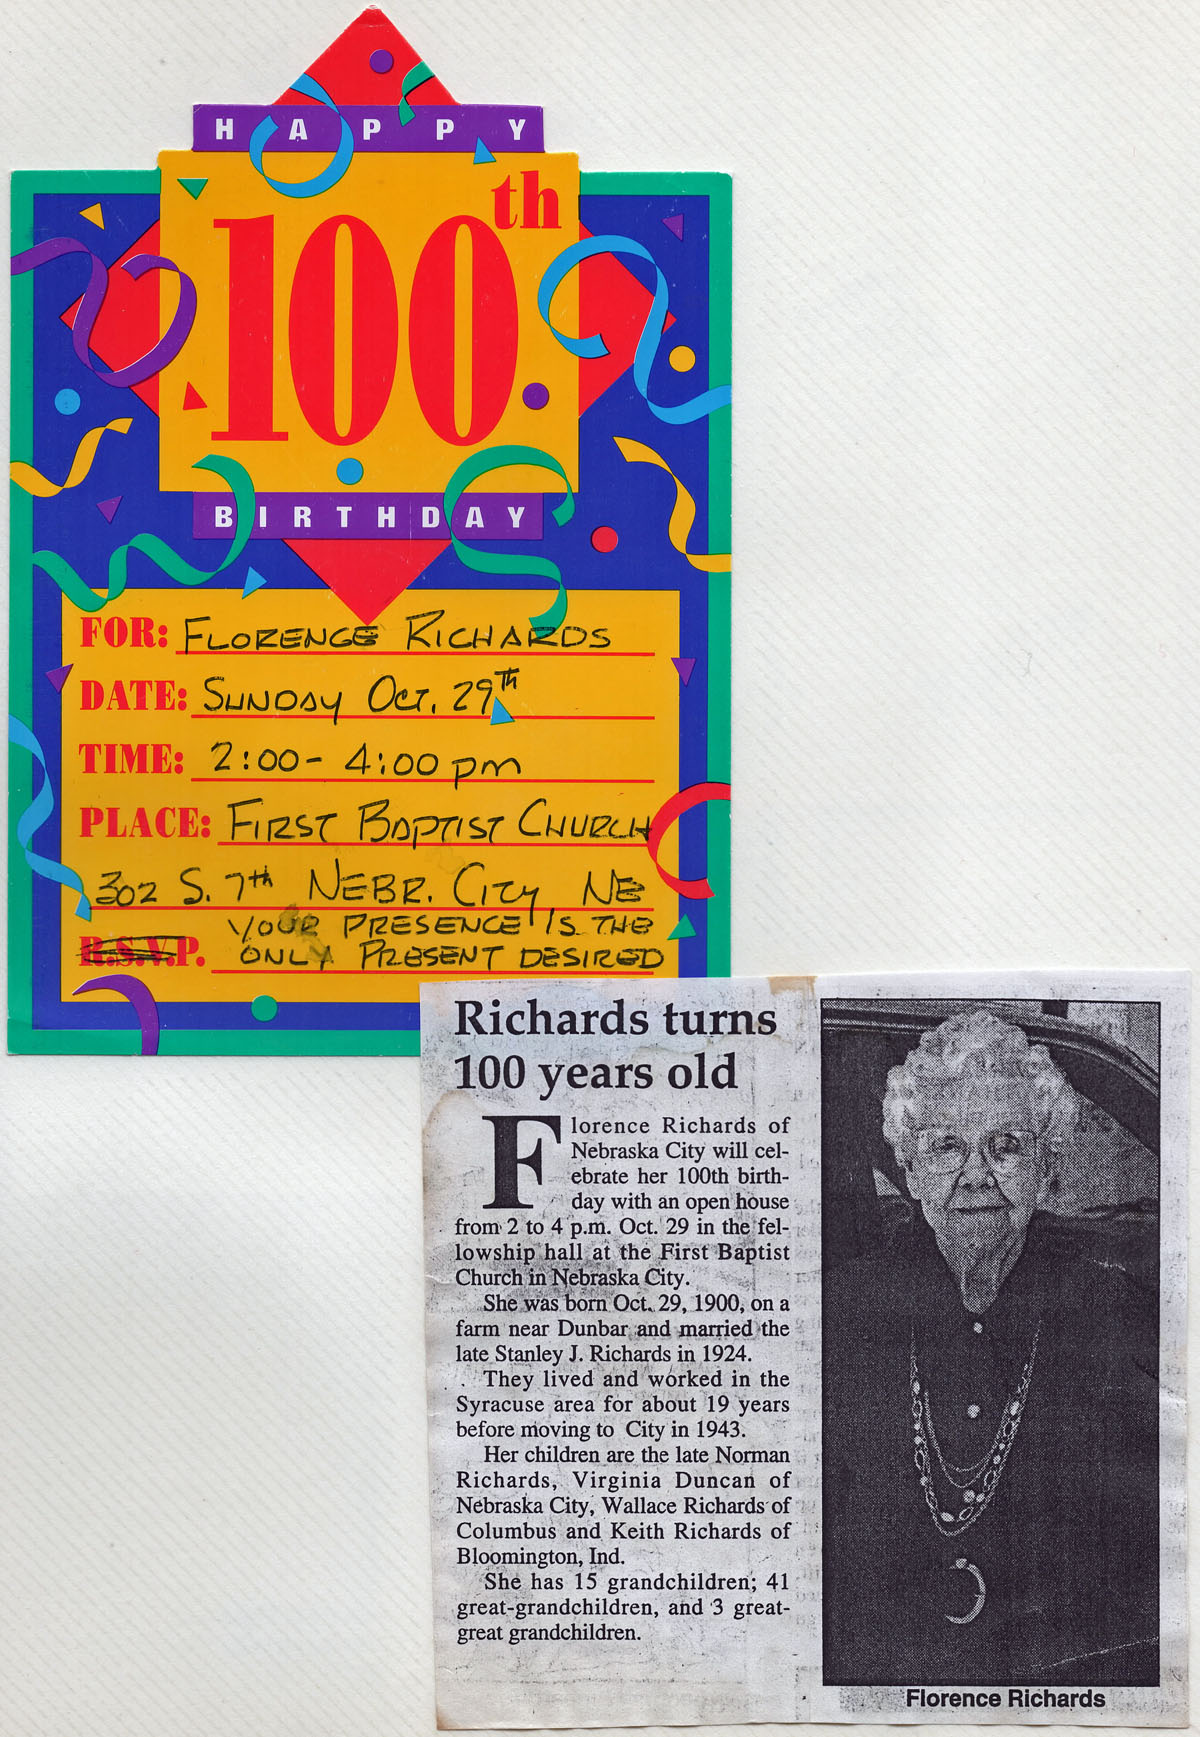 HAPPY
100th
BIRTHDAY
FOR: FLORENCE RICHARDS
DATE: SUNDAY OCT. 29th
TIME: 2:00 - 4:00 pm
PLACE: FIRST BAPTIST CHURCH
302 S. 7th NEBR. CITY, NE
YOUR PRESENCE IS THE
R.S.V.P. ONLY PRESENT DESIRED
Richards turns
100 years old
Florence Richards of
Nebraska City will cel-
ebrate her 100th birth-
day with an open house
from 2 to 4 p.m. Oct. 29 in the fel-
lowship hall at the First Baptist
Church in Nebraska City.
She was born Oct. 29, 1900, on a
farm near Dunbar and married the
late Stanley J. Richards in 1924.
They lived and worked in the
Syracuse area for about 19 years
before moving to City in 1943.
Her children are the late Norman
Richards, Virginia Duncan of
Nebraska City, Wallace Richards of
Columbus and Keith Richards of
Bloomington, Ind.
She has 15 grandchildren; 41
great-grandchildren, and 3 great-
great grandchildren.
Florence Richards